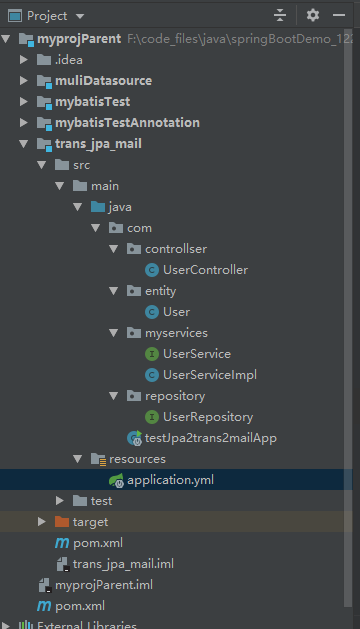 Project
myprojParent F:\code_files\java\springBootDemo_122
.idea
muliDatasource
mybatisTest
mybatisTestAnnotation
trans_jpa_mail
src
main
java
com
controllser
UserController
entity
User
myservices
UserService
UserServiceImpl
repository
UserRepository
testJpa2trans2mailApp
resources
application.yml
test
target
pom.xml
trans_jpa_mail.iml
myprojParent.iml
pom.xml
External Libraries